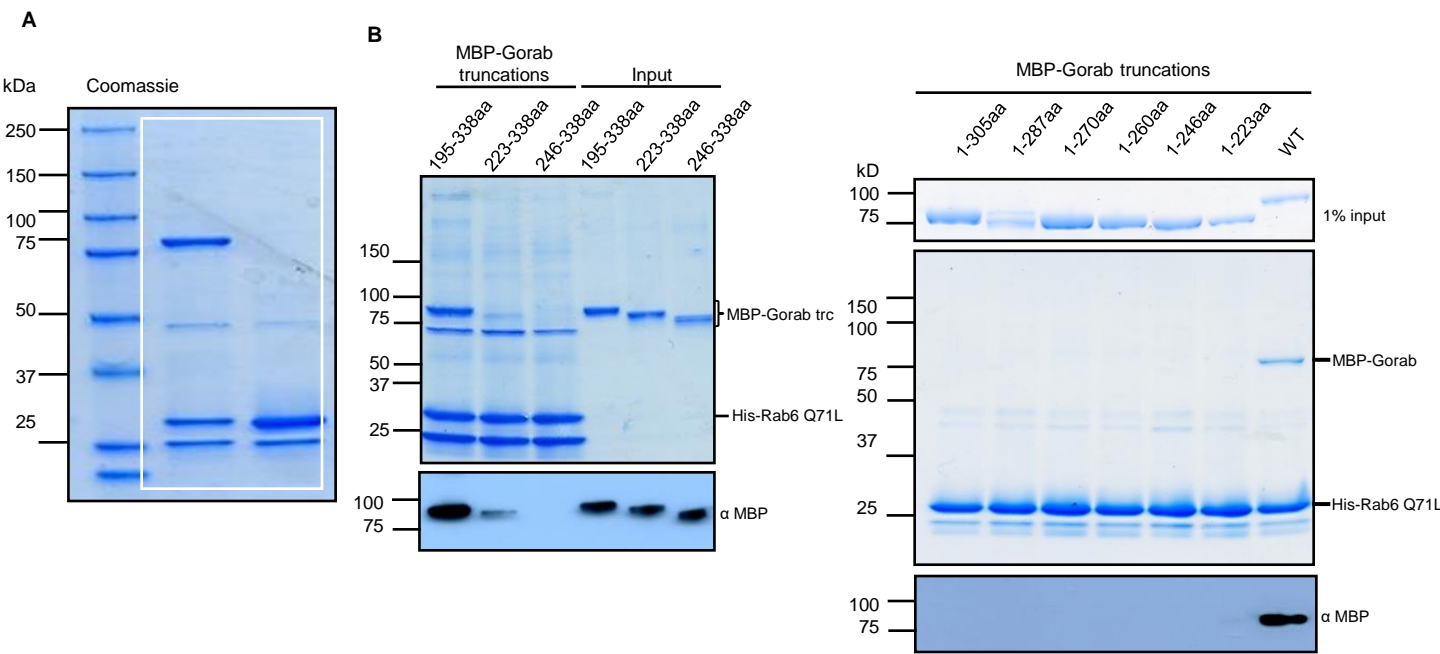 A
kDa
Coomassie
250
150
100
75
50
37
25
B
MBP-Gorab
truncations
Input
195-338aa
223-338aa
246-338aa
195-338aa
223-338aa
246-338aa
150
100
75
50
37
25
MBP-Gorab trc
His-Rab6 Q71L
100
75
α MBP
MBP-Gorab truncations
1-305aa
1-287aa
1-270aa
1-260aa
1-246aa
1-223aa
WT
kD
100
75
1% input
150
100
75
50
37
25
MBP-Gorab
His-Rab6 Q71L
100
75
α MBP